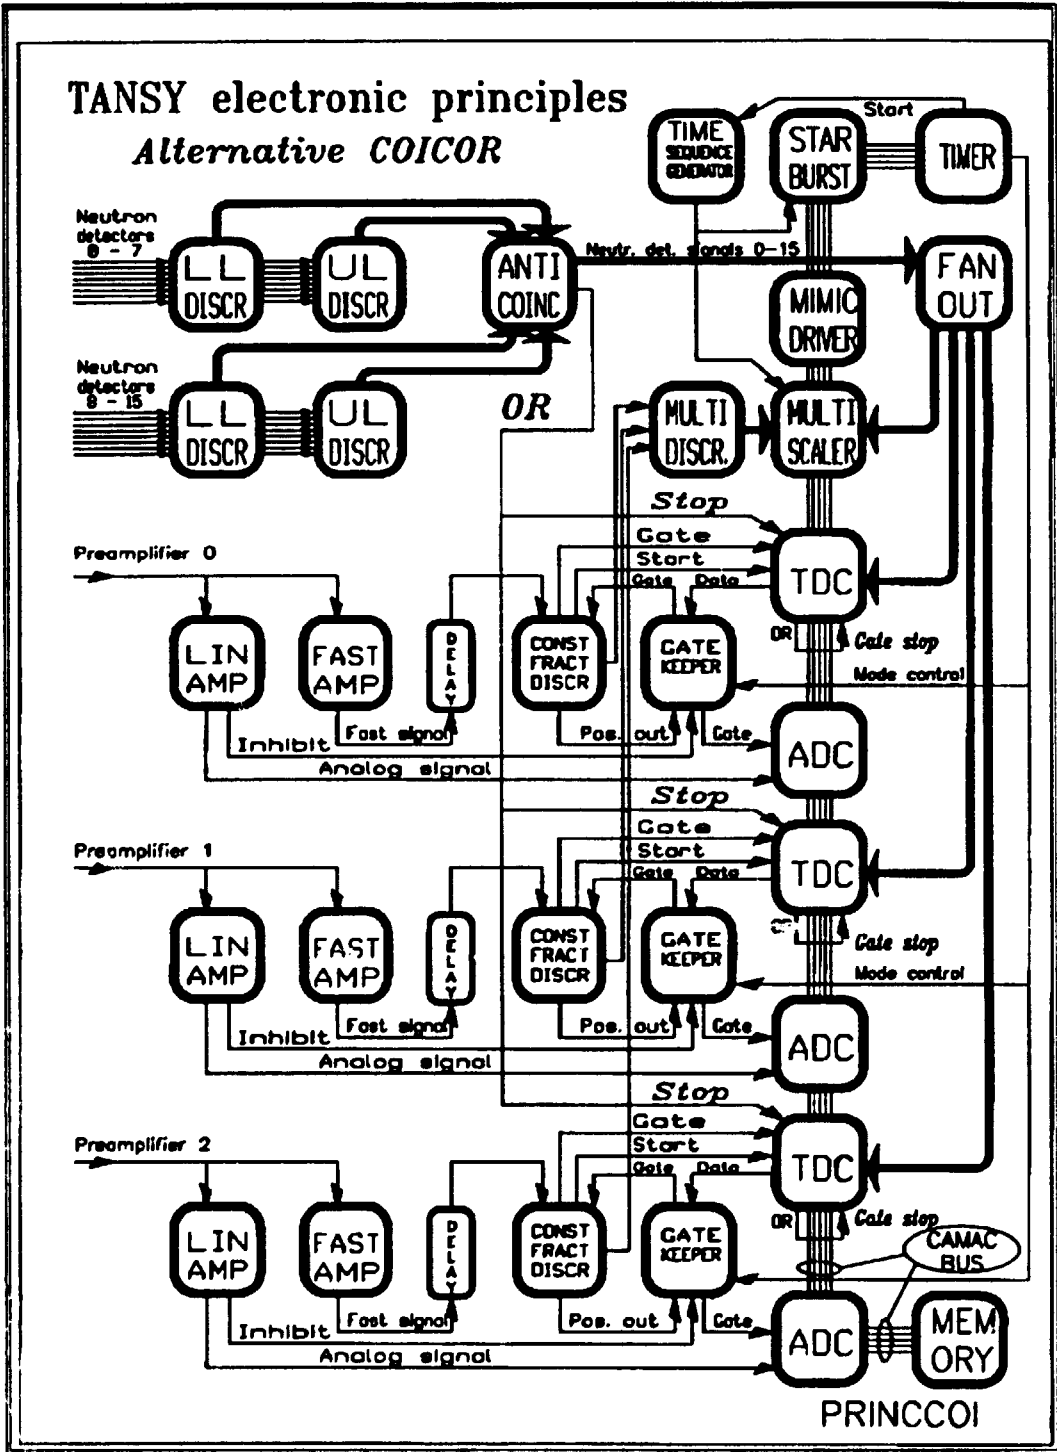 TANSY electronic principles
Alternative COICOR
TIME
SEQUENCE
GENERATOR
STAR
BURST
Start
TIMER
Neutron
detectors
0 - 7
LL
DISCR
UL
DISCR
ANTI
COINC
Neutr. det. signals 0-15
FAN
OUT
MIMIC
DRIVER
Neutron
detectors
8 - 15
LL
DISCR
UL
DISCR
OR
MULTI
DISCR.
MULTI
SCALER
Stop
Gate
Start
Gate
Data
TDC
Preamplifier 0
LIN
AMP
FAST
AMP
DELAY
CONST
FRACT
DISCR
GATE
KEEPER
OR
Gate stop
Mode control
Fast signal
Inhibit
Analog signal
Pos. out
Gate
ADC
Stop
Gate
Start
Gate
Data
TDC
Preamplifier 1
LIN
AMP
FAST
AMP
DELAY
CONST
FRACT
DISCR
GATE
KEEPER
Gate stop
Mode control
Fast signal
Inhibit
Analog signal
Pos. out
Gate
ADC
Stop
Gate
Start
Gate
Data
TDC
Preamplifier 2
LIN
AMP
FAST
AMP
DELAY
CONST
FRACT
DISCR
GATE
KEEPER
OR
Gate stop
CAMAC
BUS
Fast signal
Inhibit
Analog signal
Pos. out
Gate
ADC
MEM
ORY
PRINCCOI